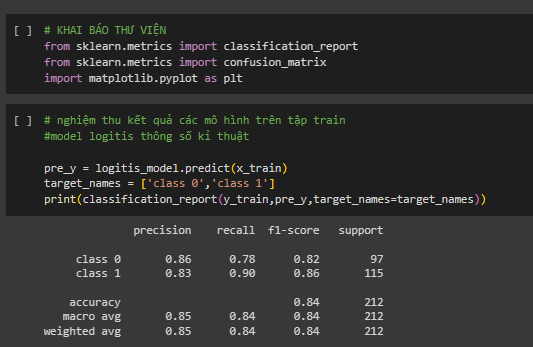 [ ] # KHAI BÁO THƯ VIỆN
from sklearn.metrics import classification_report
from sklearn.metrics import confusion_matrix
import matplotlib.pyplot as plt
[ ] # nghiệm thu kết quả các mô hình trên tập train
#model logitis thông số kỉ thuật
pre_y = logitis_model.predict(x_train)
target_names = ['class 0','class 1']
print(classification_report(y_train,pre_y,target_names=target_names))
precision recall f1-score support
class 0 0.86 0.78 0.82 97
class 1 0.83 0.90 0.86 115
accuracy 0.84 212
macro avg 0.85 0.84 0.84 212
weighted avg 0.85 0.84 0.84 212